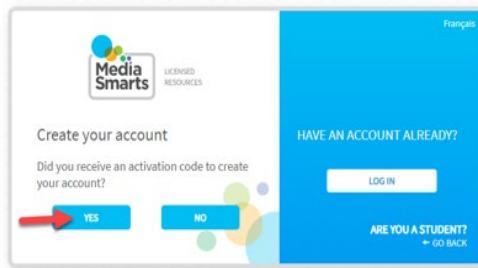 Français
Media
Smarts
LICENSED
RESOURCES
Create your account
Did you receive an activation code to create
your account?
YES
NO
HAVE AN ACCOUNT ALREADY?
LOG IN
ARE YOU A STUDENT?
← GO BACK